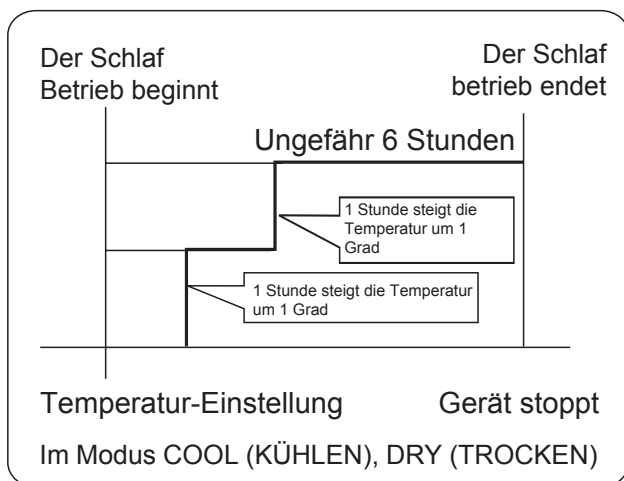 Der Schlaf
Betrieb beginnt
Der Schlaf
betrieb endet
Ungefähr 6 Stunden
1 Stunde steigt die
Temperatur um 1
Grad
1 Stunde steigt die Temperatur
um 1 Grad
Temperatur-Einstellung
Gerät stoppt
Im Modus COOL (KÜHLEN), DRY (TROCKEN)